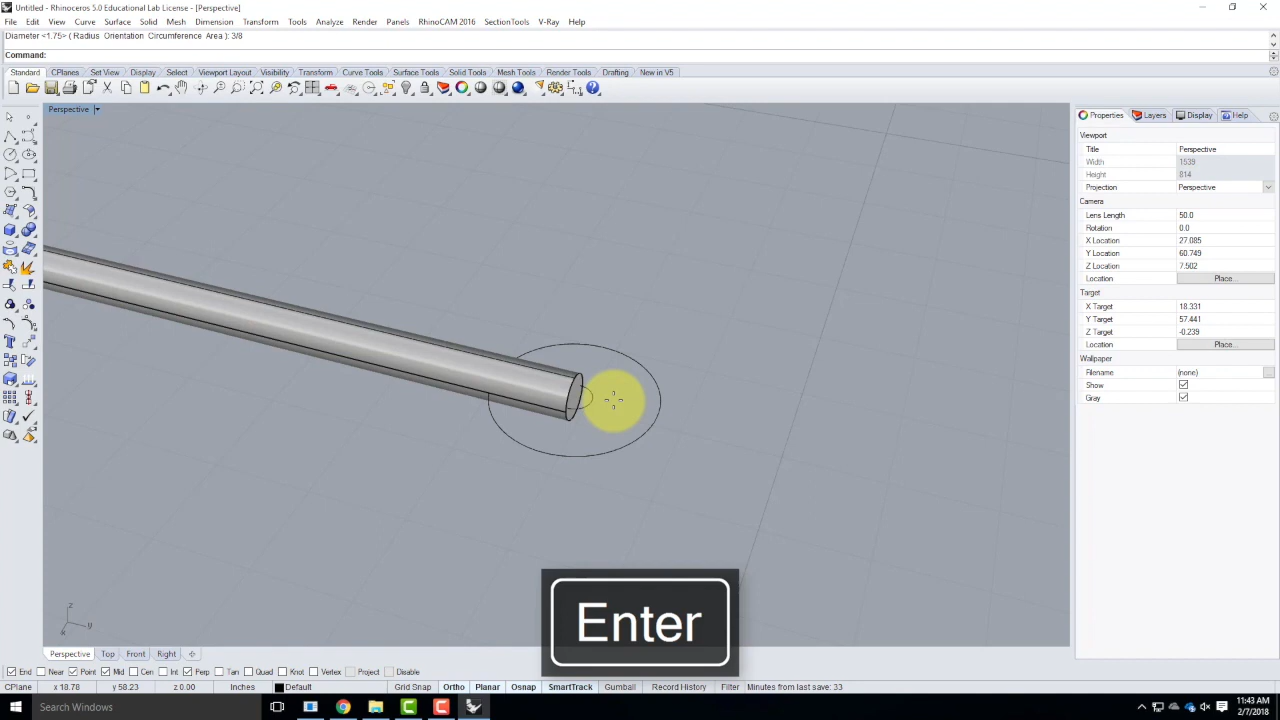 Untitled - Rhinoceros 5.0 Educational Lab License - [Perspective]
File Edit View Curve Surface Solid Mesh Dimension Transform Tools Analyze Render Panels RhinoCAM 2016 SectionTools V-Ray Help
Diameter <1.75> ( Radius Orientation Circumference Area ): 3/8
Command:
Standard CPlanes Set View Display Select Viewport Layout Visibility Transform Curve Tools Surface Tools Solid Tools Mesh Tools Render Tools Drafting New in V5
Perspective
Properties Layers Display Help
Viewport
Title Perspective
Width 1539
Height 814
Projection Perspective
Camera
Lens Length 50.0
Rotation 0.0
X Location 27.085
Y Location 60.749
Z Location 7.502
Location Place...
Target
X Target 18.331
Y Target 57.441
Z Target -0.239
Location Place...
Wallpaper
Filename (none)
Show
Gray
Enter
z
y
x
Perspective Top Front Right
End Near Point Mid Cen Int Perp Tan Quad Knot Vertex Project Disable
CPlane x 18.78 y 58.23 z 0.00 Inches Default Grid Snap Ortho Planar Osnap SmartTrack Gumball Record History Filter Minutes from last save: 33
Search Windows
11:43 AM
2/7/2018